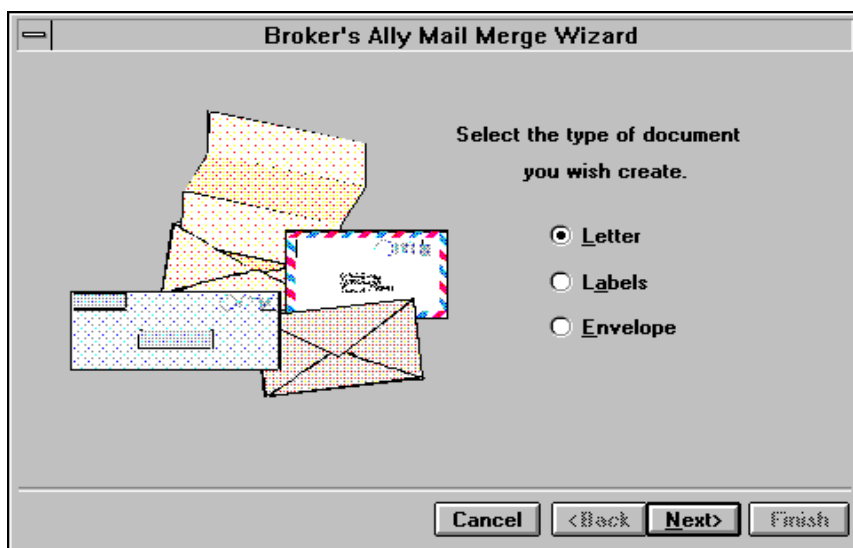 Broker's Ally Mail Merge Wizard
Select the type of document
you wish create.
Letter
Labels
Envelope
Cancel
<Back
Next>
Finish